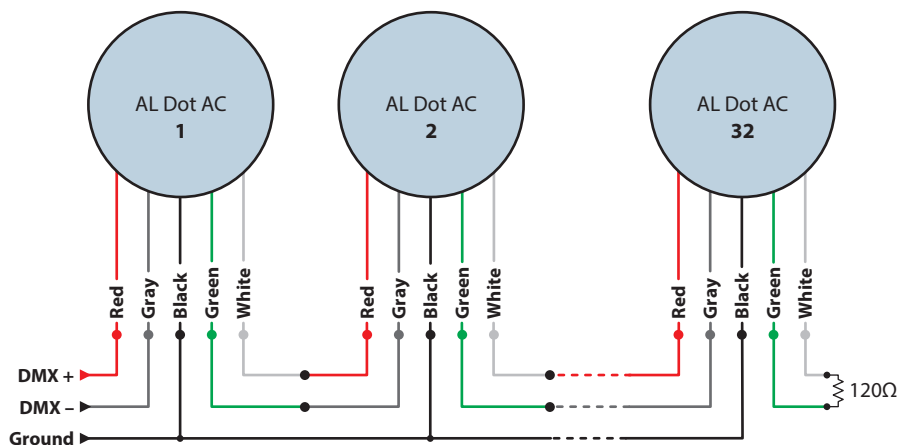 AL Dot AC
1
AL Dot AC
2
AL Dot AC
32
Red
Gray
Black
Green
White
Red
Gray
Black
Green
White
Red
Gray
Black
Green
White
DMX +
DMX –
Ground
120Ω